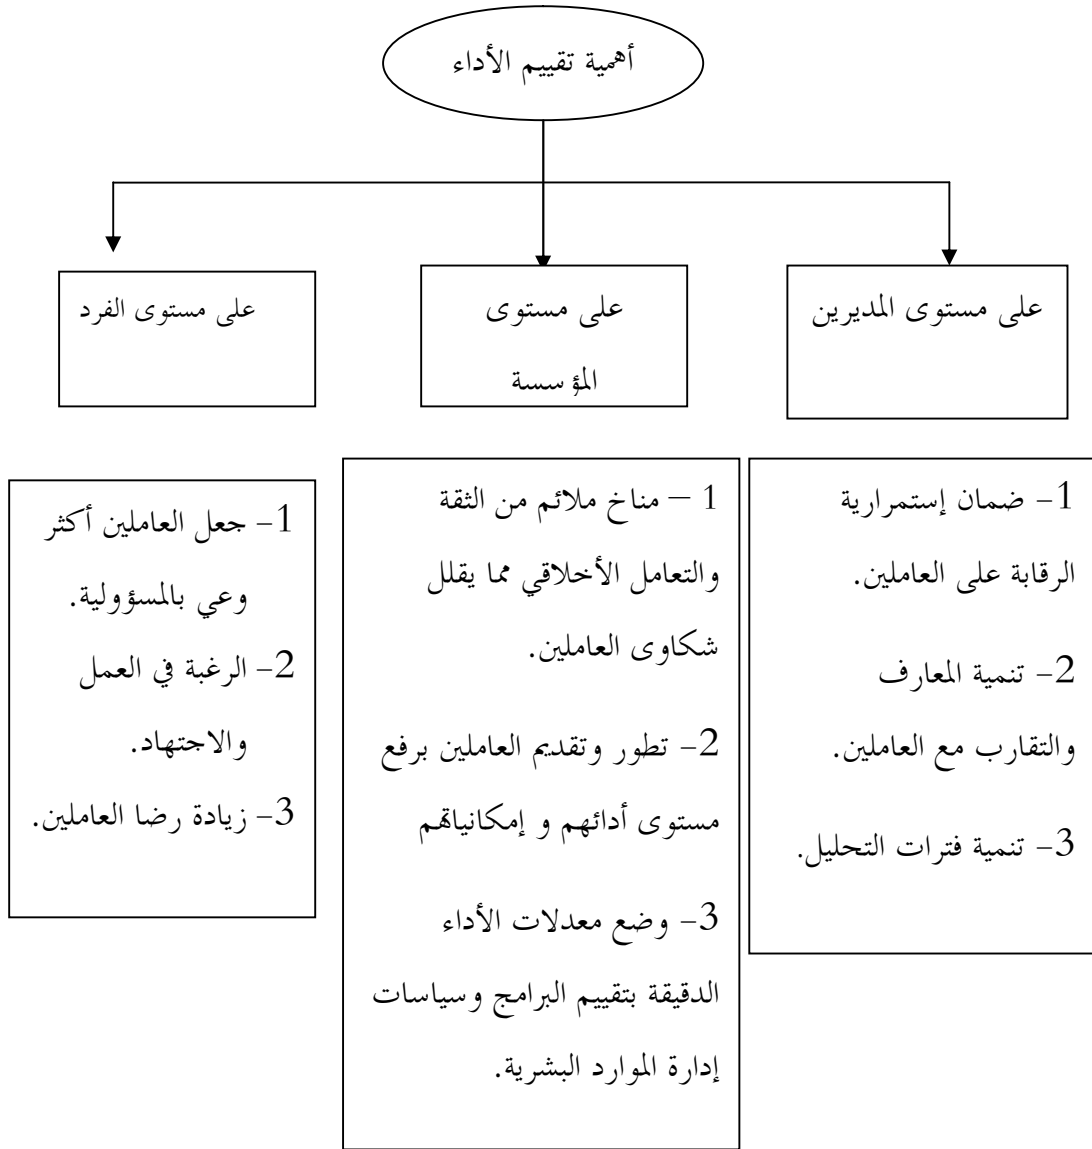 أهمية تقييم الأداء
على مستوى المديرين
على مستوى
المؤسسة
على مستوى الفرد
1- ضمان إستمرارية
الرقابة على العاملين.
2- تنمية المعارف
والتقارب مع العاملين.
3- تنمية فترات التحليل.
1 – مناخ ملائم من الثقة
والتعامل الأخلاقي مما يقلل
شكاوى العاملين.
2- تطور وتقديم العاملين برفع
مستوى أدائهم و إمكانياتهم
3- وضع معدلات الأداء
الدقيقة بتقييم البرامج وسياسات
إدارة الموارد البشرية.
1- جعل العاملين أكثر
وعي بالمسؤولية.
2- الرغبة في العمل
والاجتهاد.
3- زيادة رضا العاملين.